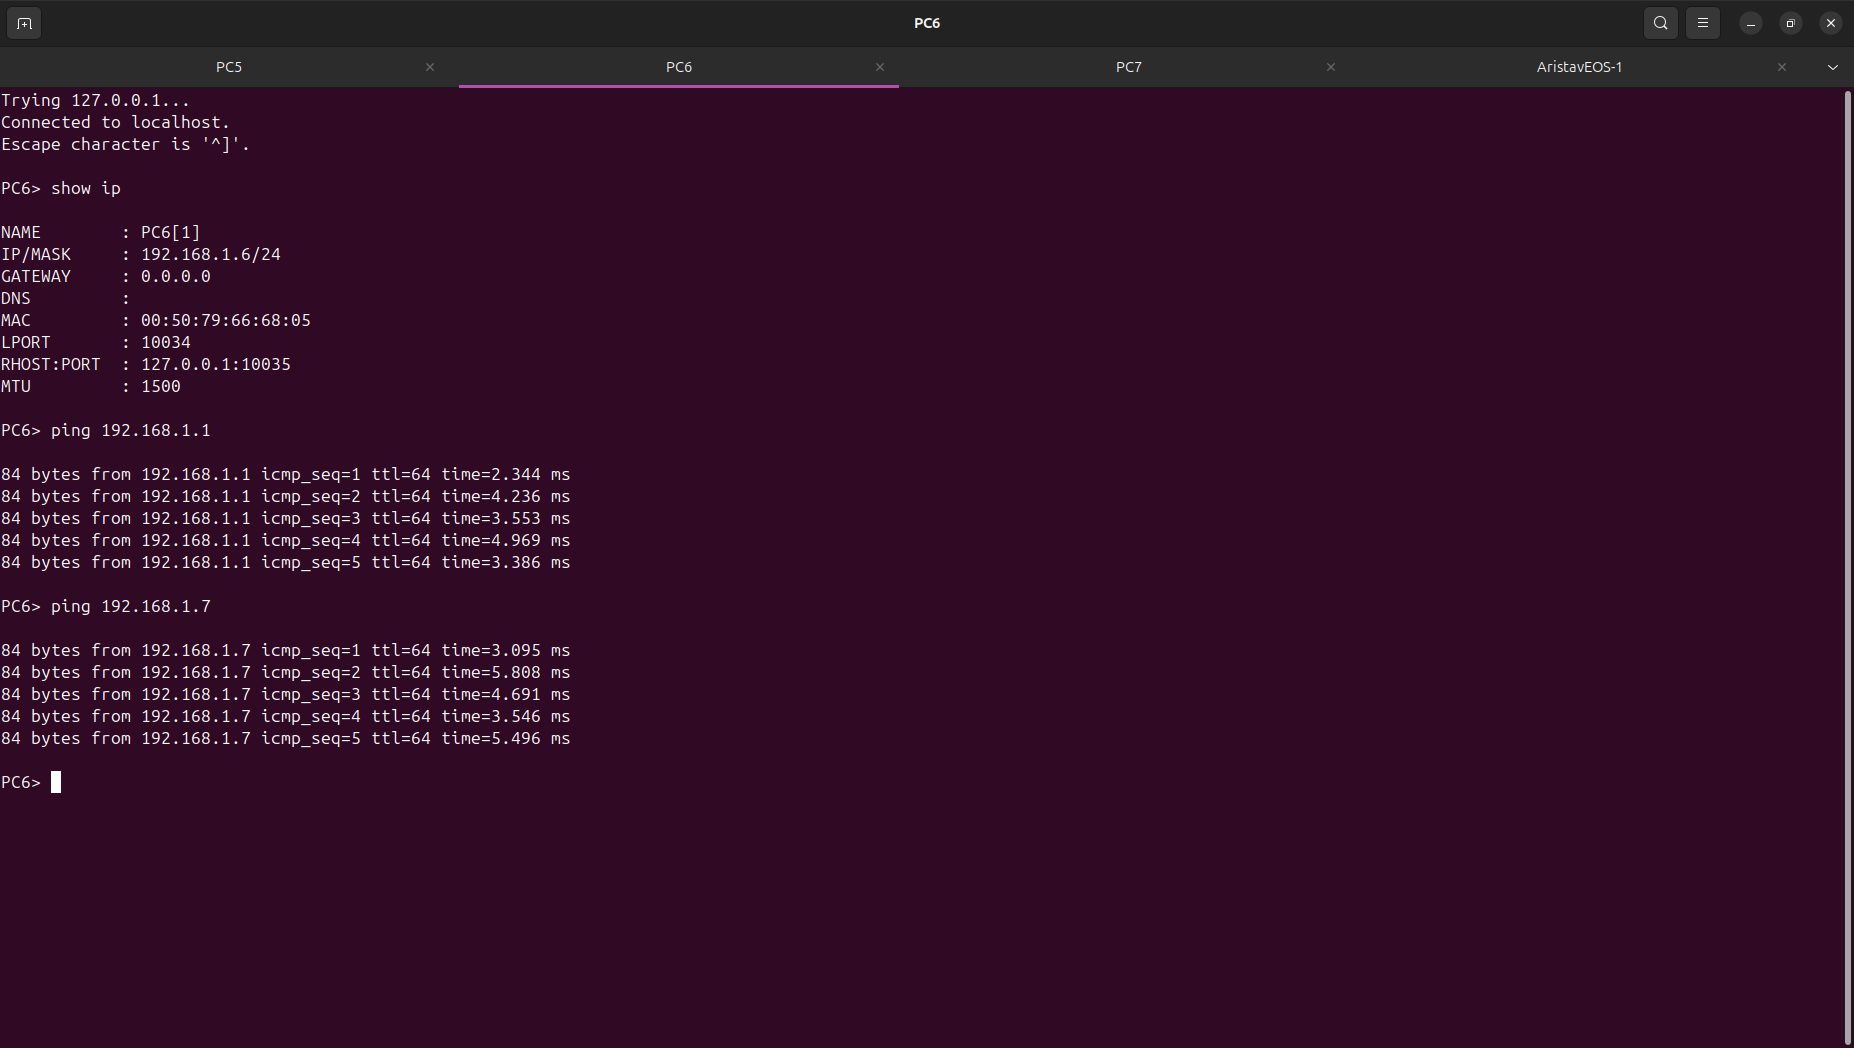 PC6
PC5 PC6 PC7 AristavEOS-1
Trying 127.0.0.1...
Connected to localhost.
Escape character is '^]'.
PC6> show ip
NAME        : PC6[1]
IP/MASK     : 192.168.1.6/24
GATEWAY     : 0.0.0.0
DNS         :
MAC         : 00:50:79:66:68:05
LPORT       : 10034
RHOST:PORT  : 127.0.0.1:10035
MTU         : 1500
PC6> ping 192.168.1.1
84 bytes from 192.168.1.1 icmp_seq=1 ttl=64 time=2.344 ms
84 bytes from 192.168.1.1 icmp_seq=2 ttl=64 time=4.236 ms
84 bytes from 192.168.1.1 icmp_seq=3 ttl=64 time=3.553 ms
84 bytes from 192.168.1.1 icmp_seq=4 ttl=64 time=4.969 ms
84 bytes from 192.168.1.1 icmp_seq=5 ttl=64 time=3.386 ms
PC6> ping 192.168.1.7
84 bytes from 192.168.1.7 icmp_seq=1 ttl=64 time=3.095 ms
84 bytes from 192.168.1.7 icmp_seq=2 ttl=64 time=5.808 ms
84 bytes from 192.168.1.7 icmp_seq=3 ttl=64 time=4.691 ms
84 bytes from 192.168.1.7 icmp_seq=4 ttl=64 time=3.546 ms
84 bytes from 192.168.1.7 icmp_seq=5 ttl=64 time=5.496 ms
PC6>